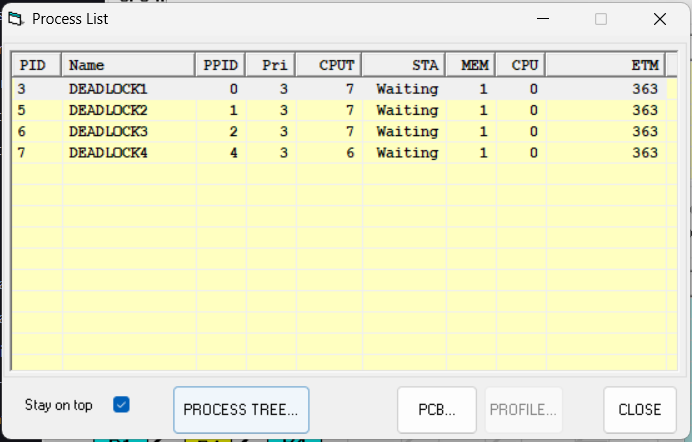 Process List
PID Name PPID Pri CPUT STA MEM CPU ETM
3 DEADLOCK1 0 3 7 Waiting 1 0 363
5 DEADLOCK2 1 3 7 Waiting 1 0 363
6 DEADLOCK3 2 3 7 Waiting 1 0 363
7 DEADLOCK4 4 3 6 Waiting 1 0 363
Stay on top
PROCESS TREE...
PCB...
PROFILE...
CLOSE